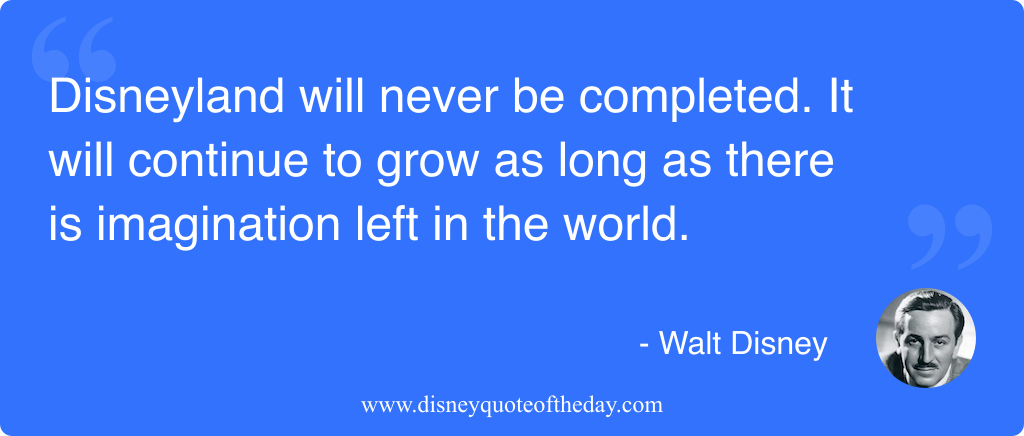 Disneyland will never be completed. It
will continue to grow as long as there
is imagination left in the world.
- Walt Disney
www.disneyquoteoftheday.com